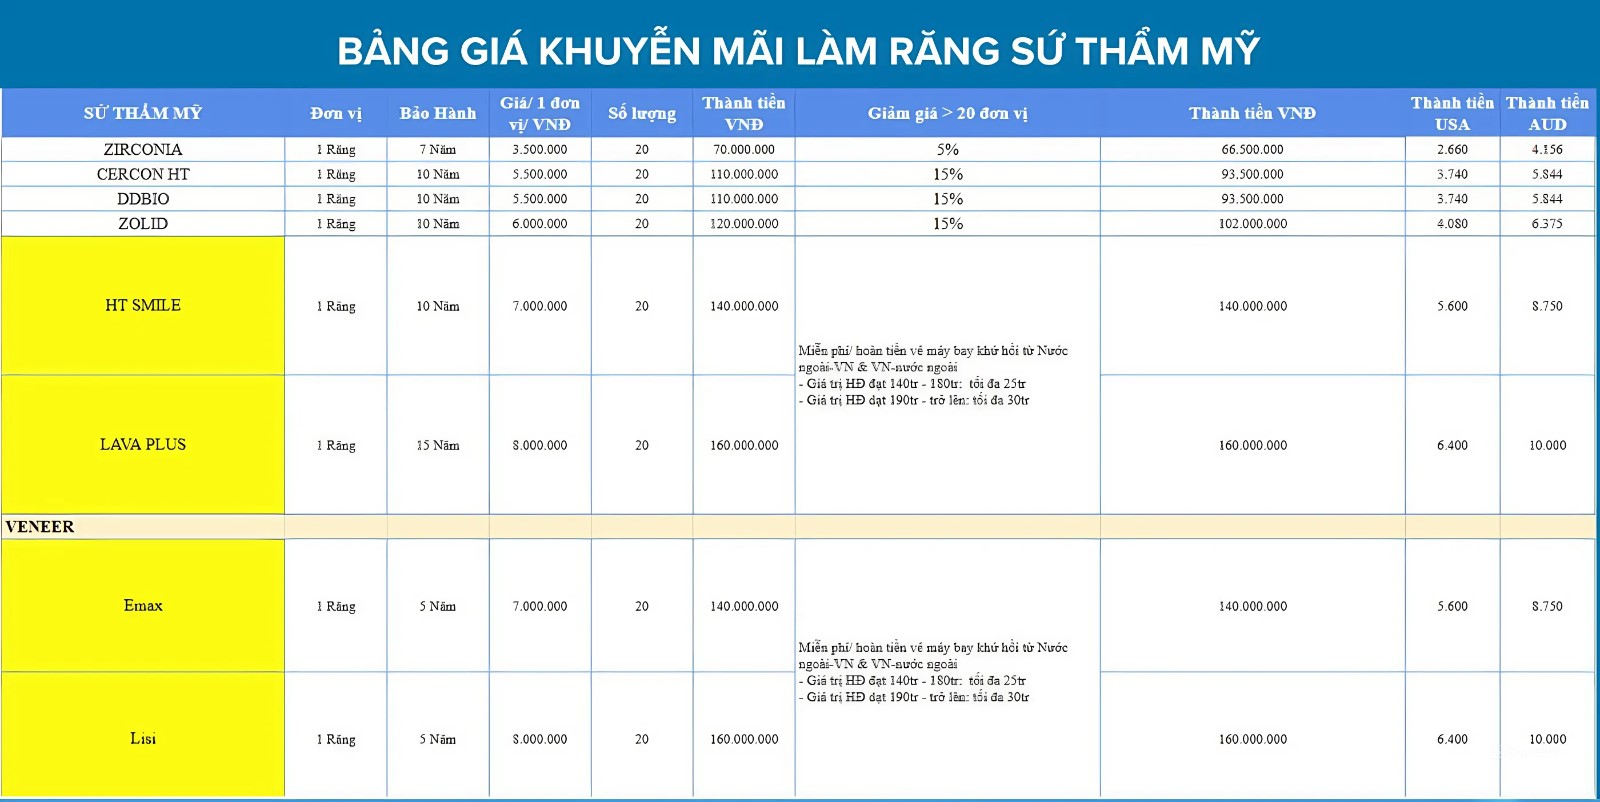 BẢNG GIÁ KHUYỄN MÃI LÀM RĂNG SỨ THẨM MỸ
SỨ THẨM MỸ Đơn vị Bảo Hành Giá/ 1 đơn vị/ VNĐ Số lượng Thành tiền VNĐ Giảm giá > 20 đơn vị Thành tiền VNĐ Thành tiền USA Thành tiền AUD
ZIRCONIA 1 Răng 7 Năm 3.500.000 20 70.000.000 5% 66.500.000 2.660 4.156
CERCON HT 1 Răng 10 Năm 5.500.000 20 110.000.000 15% 93.500.000 3.740 5.844
DDBIO 1 Răng 10 Năm 5.500.000 20 110.000.000 15% 93.500.000 3.740 5.844
ZOLID 1 Răng 10 Năm 6.000.000 20 120.000.000 15% 102.000.000 4.080 6.375
HT SMILE 1 Răng 10 Năm 7.000.000 20 140.000.000 140.000.000 5.600 8.750
Miễn phí/ hoàn tiền vé máy bay khứ hồi từ Nước
ngoài-VN & VN-nước ngoài
- Giá trị HĐ đạt 140tr - 180tr: tối đa 25tr
- Giá trị HĐ đạt 190tr - trở lên: tối đa 30tr
LAVA PLUS 1 Răng 15 Năm 8.000.000 20 160.000.000 160.000.000 6.400 10.000
VENEER
Emax 1 Răng 5 Năm 7.000.000 20 140.000.000 140.000.000 5.600 8.750
Miễn phí/ hoàn tiền vé máy bay khứ hồi từ Nước
ngoài-VN & VN-nước ngoài
- Giá trị HĐ đạt 140tr - 180tr: tối đa 25tr
- Giá trị HĐ đạt 190tr - trở lên: tối đa 30tr
Lisi 1 Răng 5 Năm 8.000.000 20 160.000.000 160.000.000 6.400 10.000